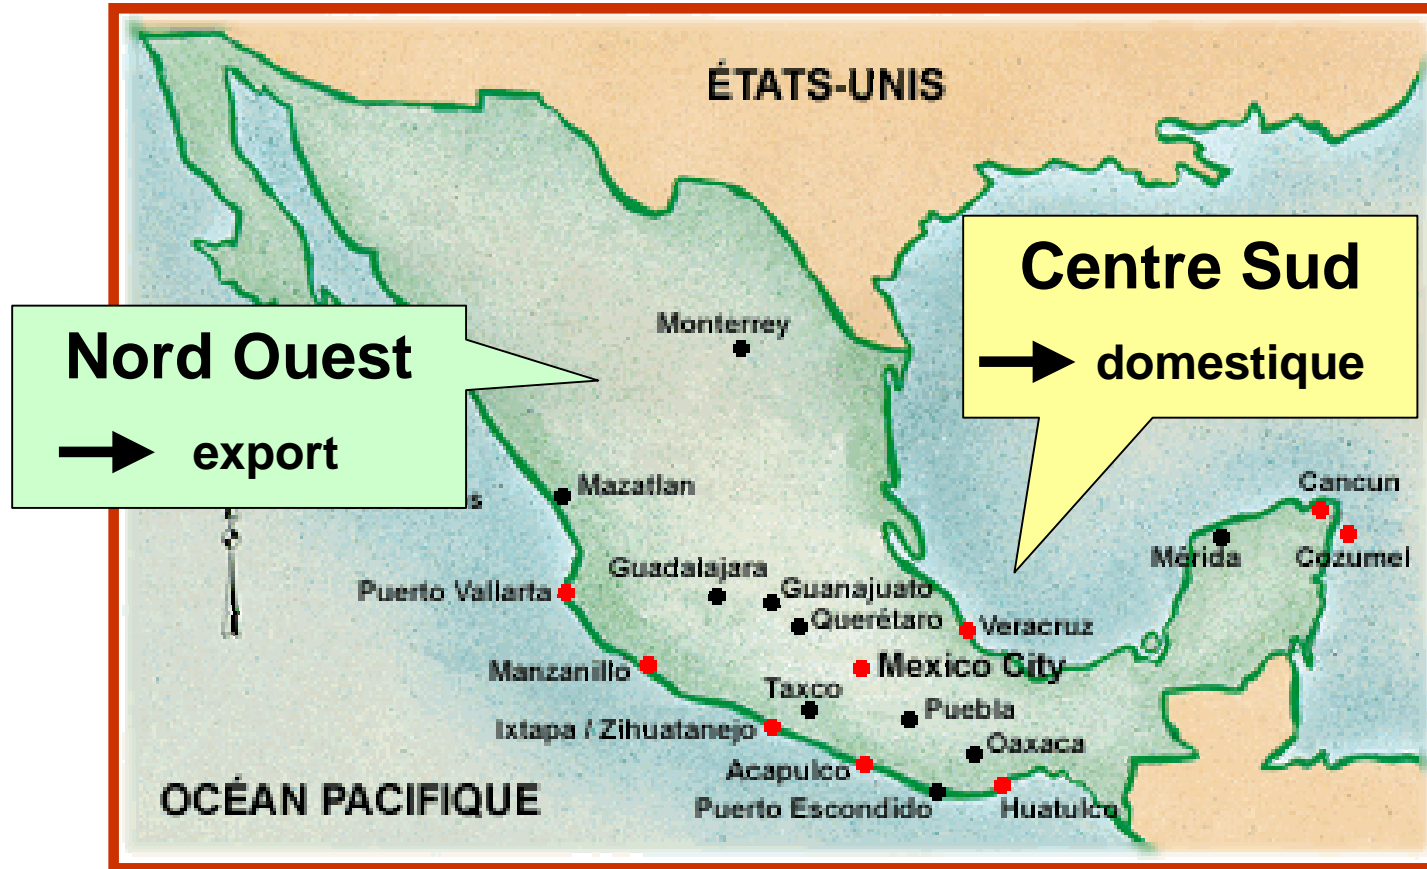 ÉTATS-UNIS
Centre Sud
domestique
Nord Ouest
export
Monterrey
Mazatlan
Cancun
Mérida
Cozumel
Guadalajara
Guanajuato
Puerto Vallarta
Querétaro
Veracruz
Manzanillo
Mexico City
Taxco
Puebla
Ixtapa / Zihuatanejo
Oaxaca
Acapulco
OCÉAN PACIFIQUE
Puerto Escondido
Huatulco